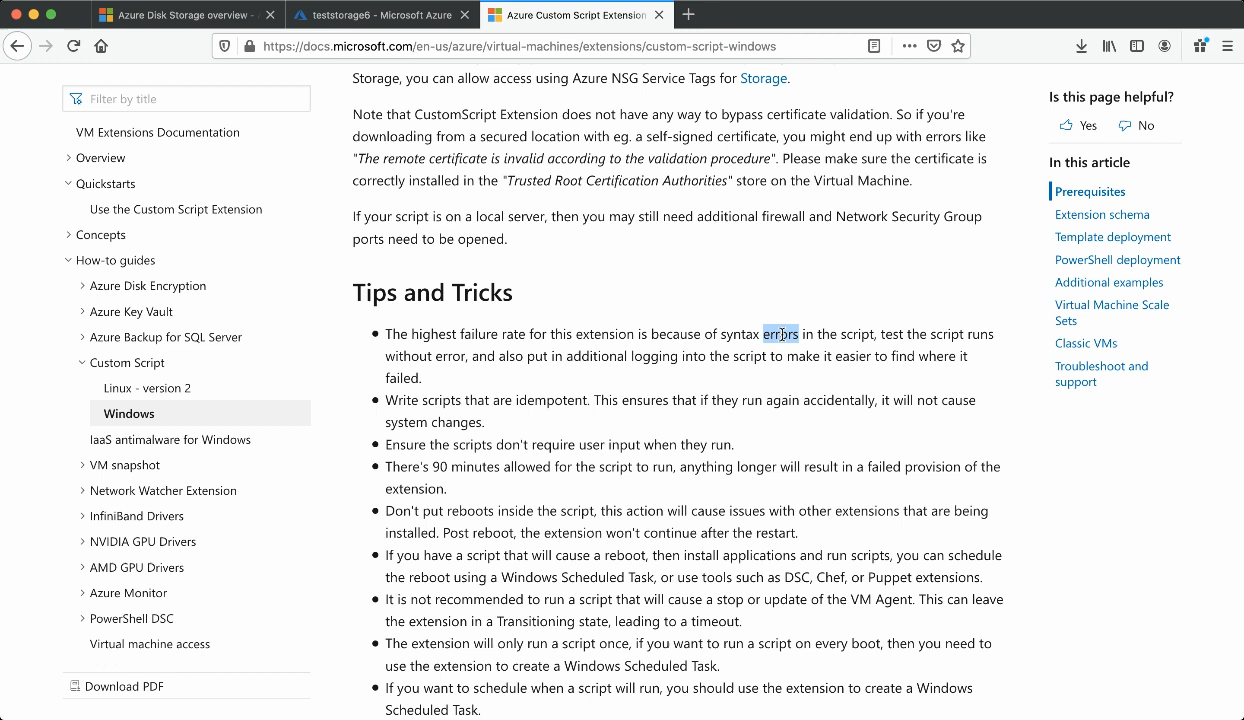 Azure Disk Storage overview -
teststorage6 - Microsoft Azure
Azure Custom Script Extension
https://docs.microsoft.com/en-us/azure/virtual-machines/extensions/custom-script-windows
Filter by title
VM Extensions Documentation
Overview
Quickstarts
Use the Custom Script Extension
Concepts
How-to guides
Azure Disk Encryption
Azure Key Vault
Azure Backup for SQL Server
Custom Script
Linux - version 2
Windows
IaaS antimalware for Windows
VM snapshot
Network Watcher Extension
InfiniBand Drivers
NVIDIA GPU Drivers
AMD GPU Drivers
Azure Monitor
PowerShell DSC
Virtual machine access
Download PDF
Storage, you can allow access using Azure NSG Service Tags for Storage.
Note that CustomScript Extension does not have any way to bypass certificate validation. So if you're
downloading from a secured location with eg. a self-signed certificate, you might end up with errors like
"The remote certificate is invalid according to the validation procedure". Please make sure the certificate is
correctly installed in the "Trusted Root Certification Authorities" store on the Virtual Machine.
If your script is on a local server, then you may still need additional firewall and Network Security Group
ports need to be opened.
Tips and Tricks
• The highest failure rate for this extension is because of syntax errors in the script, test the script runs
without error, and also put in additional logging into the script to make it easier to find where it
failed.
• Write scripts that are idempotent. This ensures that if they run again accidentally, it will not cause
system changes.
• Ensure the scripts don't require user input when they run.
• There's 90 minutes allowed for the script to run, anything longer will result in a failed provision of the
extension.
• Don't put reboots inside the script, this action will cause issues with other extensions that are being
installed. Post reboot, the extension won't continue after the restart.
• If you have a script that will cause a reboot, then install applications and run scripts, you can schedule
the reboot using a Windows Scheduled Task, or use tools such as DSC, Chef, or Puppet extensions.
• It is not recommended to run a script that will cause a stop or update of the VM Agent. This can leave
the extension in a Transitioning state, leading to a timeout.
• The extension will only run a script once, if you want to run a script on every boot, then you need to
use the extension to create a Windows Scheduled Task.
• If you want to schedule when a script will run, you should use the extension to create a Windows
Scheduled Task.
Is this page helpful?
Yes No
In this article
Prerequisites
Extension schema
Template deployment
PowerShell deployment
Additional examples
Virtual Machine Scale
Sets
Classic VMs
Troubleshoot and
support